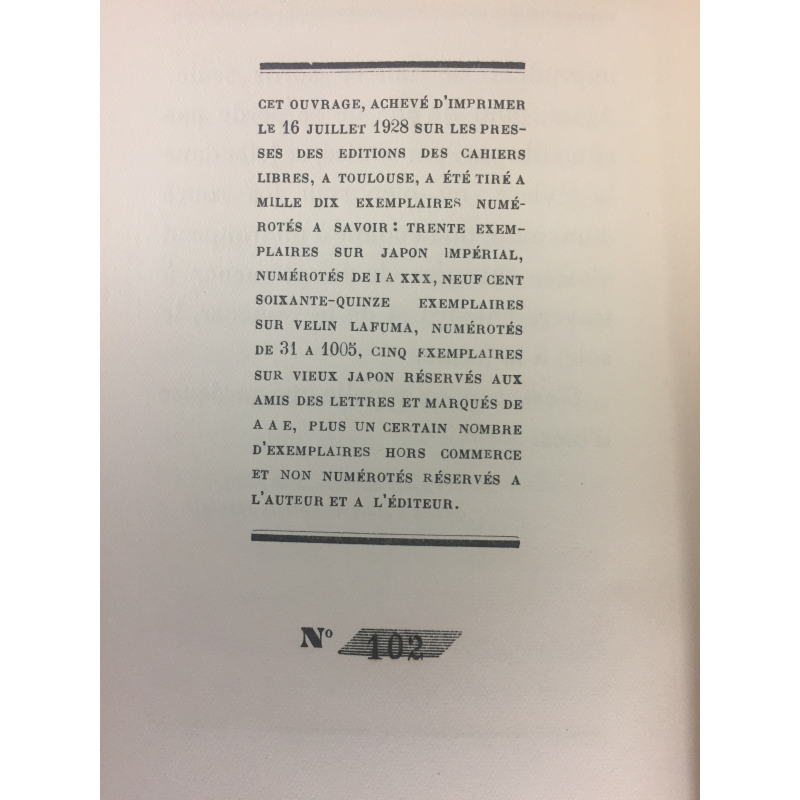 CET OUVRAGE, ACHEVÉ D'IMPRIMER
LE 16 JUILLET 1928 SUR LES PRES-
SES DES EDITIONS DES CAHIERS
LIBRES, A TOULOUSE, A ÉTÉ TIRÉ A
MILLE DIX EXEMPLAIRES NUMÉ-
ROTÉS A SAVOIR : TRENTE EXEM-
PLAIRES SUR JAPON IMPÉRIAL,
NUMÉROTÉS DE I A XXX, NEUF CENT
SOIXANTE-QUINZE EXEMPLAIRES
SUR VELIN LAFUMA, NUMÉROTÉS
DE 31 A 1005, CINQ EXEMPLAIRES
SUR VIEUX JAPON RÉSERVÉS AUX
AMIS DES LETTRES ET MARQUÉS DE
A A E, PLUS UN CERTAIN NOMBRE
D'EXEMPLAIRES HORS COMMERCE
ET NON NUMÉROTÉS RÉSERVÉS A
L'AUTEUR ET A L'ÉDITEUR.
Nº 102